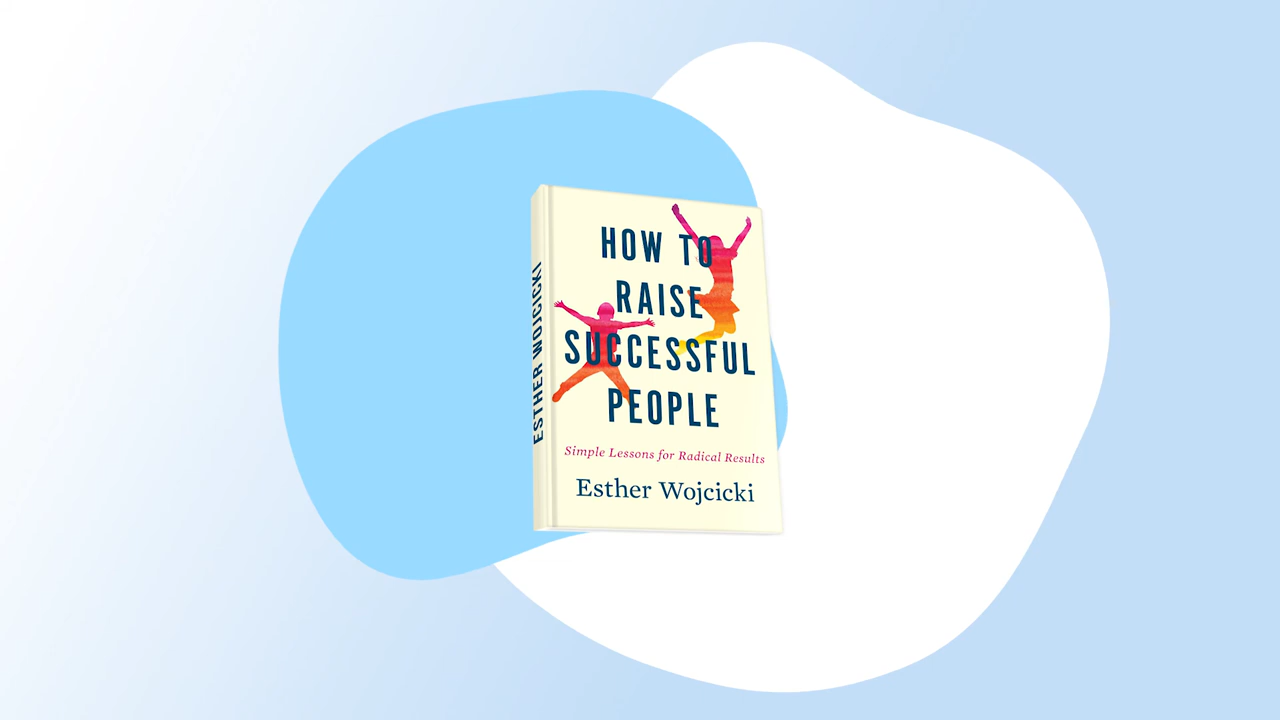 ESTHER WOJCICKI
HOW TO
RAISE
SUCCESSFUL
PEOPLE
Simple Lessons for Radical Results
Esther Wojcicki